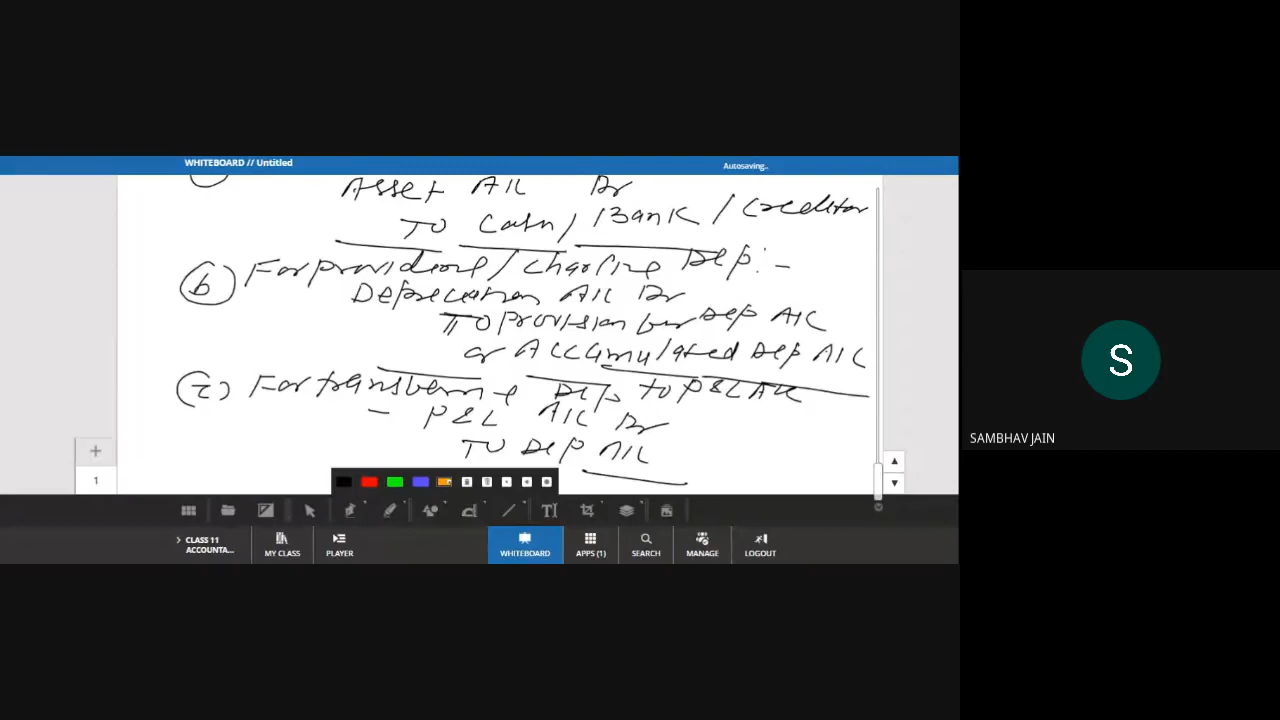 WHITEBOARD // Untitled
Autosaving..
Asset A/C Dr
TO Cash / Bank / Creditor
(b) For providing / Charging Dep: -
Depreciation A/C Dr
TO provision for Dep A/C
or Accumulated Dep A/C
(c) For transferring Dep to P&L A/C
- P&L A/C Dr
TO Dep A/C
S
SAMBHAV JAIN
1
CLASS 11
ACCOUNTA...
MY CLASS
PLAYER
WHITEBOARD
APPS (1)
SEARCH
MANAGE
LOGOUT